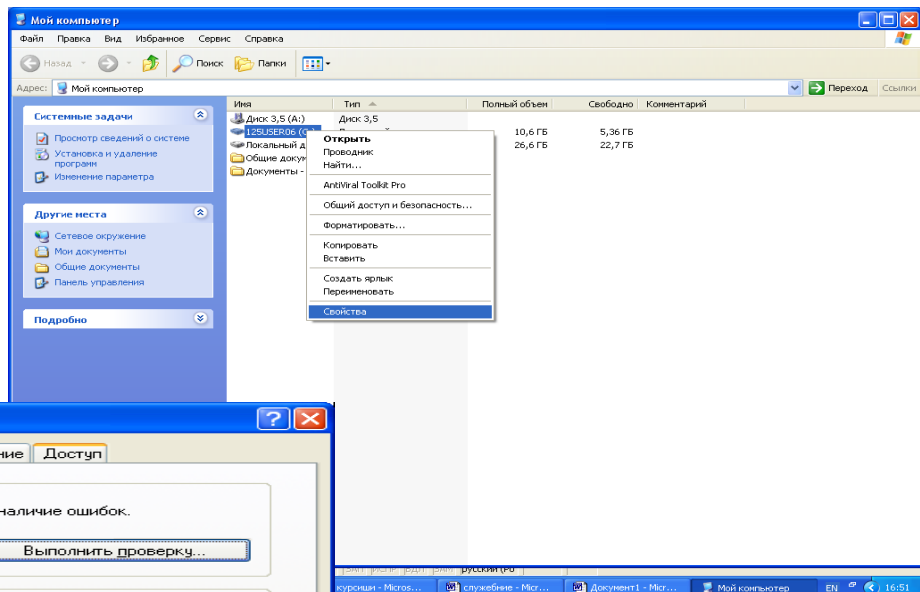 Мой компьютер
Файл Правка Вид Избранное Сервис Справка
Назад Поиск Папки
Адрес: Мой компьютер Переход Ссылки
Системные задачи
Просмотр сведений о системе
Установка и удаление
программ
Изменение параметра
Другие места
Сетевое окружение
Мои документы
Общие документы
Панель управления
Подробно
Имя Тип Полный объем Свободно Комментарий
Диск 3,5 (A:) Диск 3,5
125USER06 10,6 ГБ 5,36 ГБ
Локальный д 26,6 ГБ 22,7 ГБ
Общие докум
Документы -
Открыть
Проводник
Найти...
AntiViral Toolkit Pro
Общий доступ и безопасность...
Форматировать...
Копировать
Вставить
Создать ярлык
Переименовать
Свойства
ние Доступ
наличие ошибок.
Выполнить проверку...
русский (Ро
курсиши - Micros... служебние - Micr... Документ1 - Micr... Мой компьютер EN 16:51